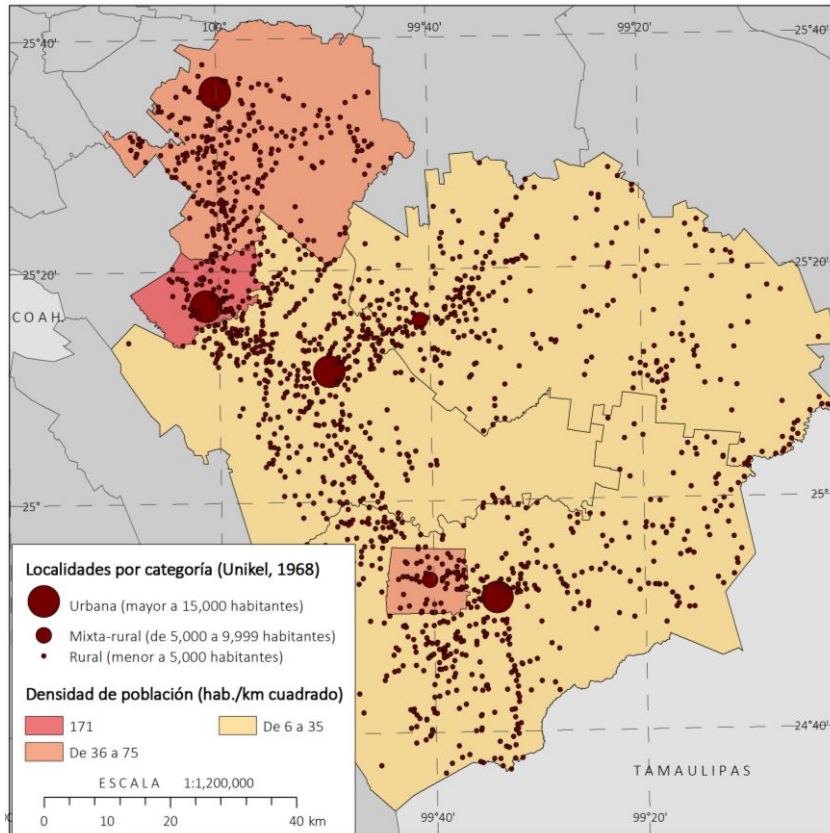 100°
99°40'
99°20'
25°40'
25°40'
25°20'
25°20'
COAH.
25°
25°
Localidades por categoría (Unikel, 1968)
Urbana (mayor a 15,000 habitantes)
Mixta-rural (de 5,000 a 9,999 habitantes)
Rural (menor a 5,000 habitantes)
Densidad de población (hab./km cuadrado)
171
De 6 a 35
De 36 a 75
ESCALA 1:1,200,000
0 10 20 40 km
24°40'
TAMAULIPAS
99°40'
99°20'